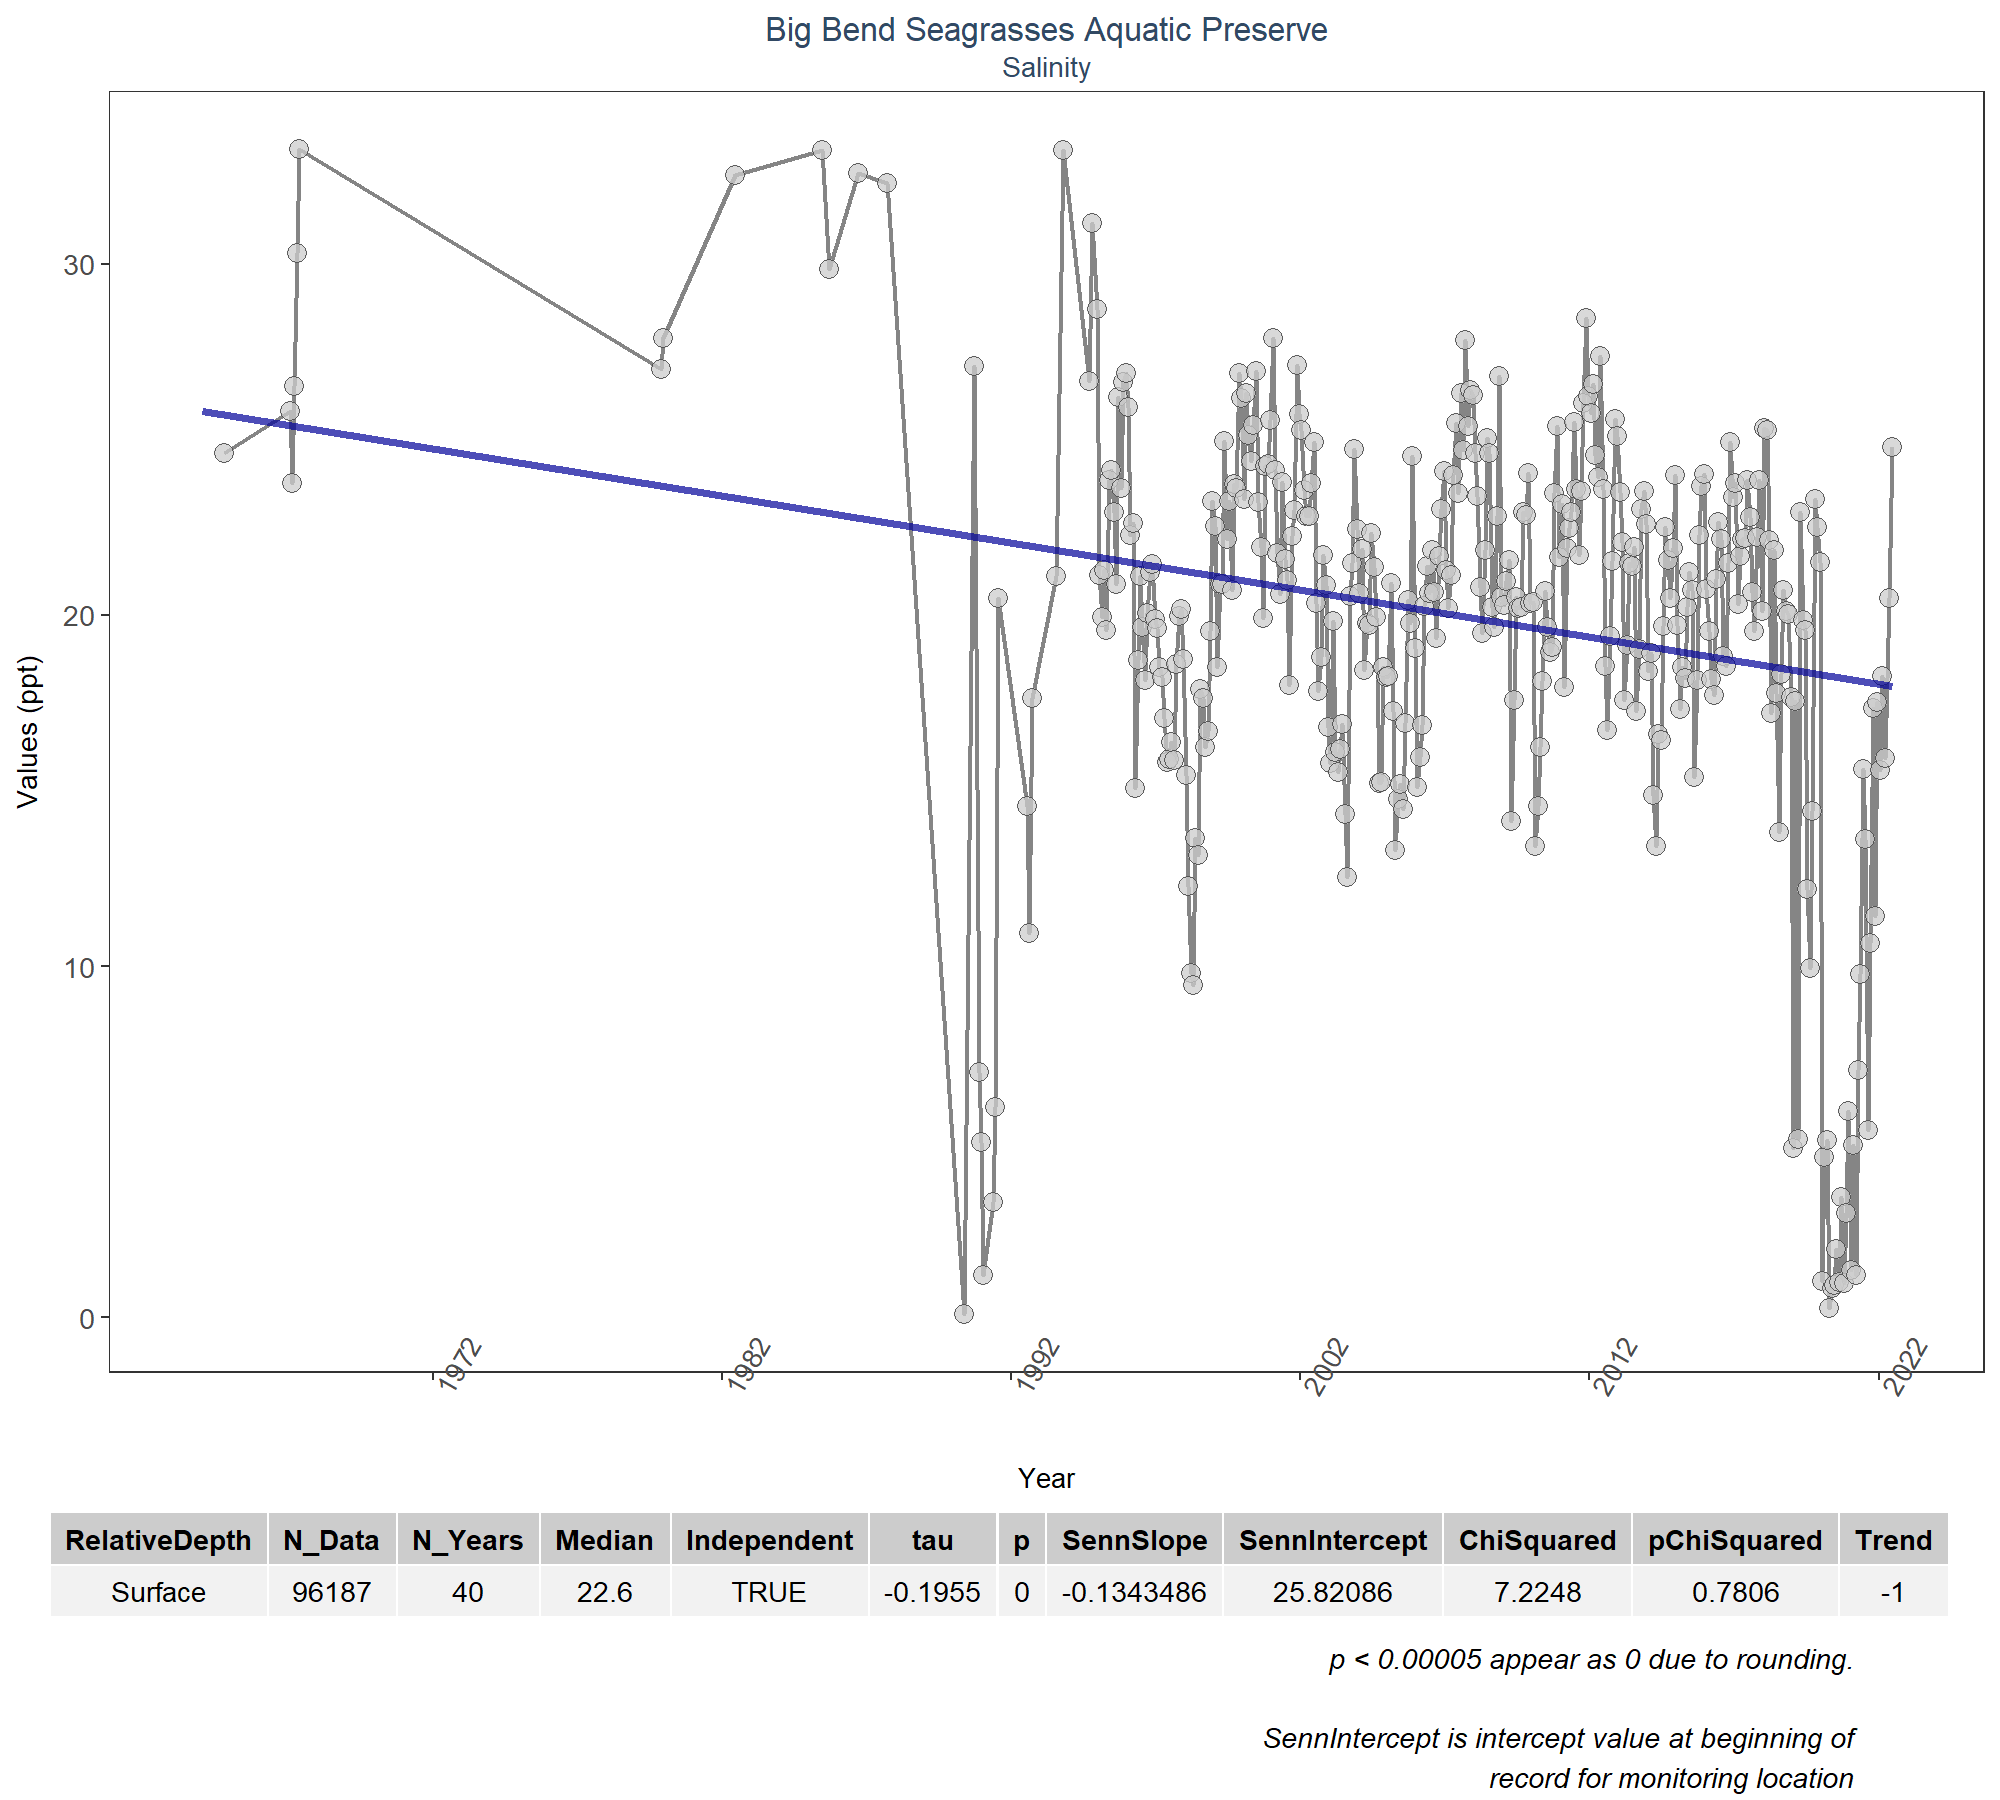 Big Bend Seagrasses Aquatic Preserve
Salinity
Values (ppt)
30
20
10
0
1972
1982
1992
2002
2012
2022
Year
RelativeDepth N_Data N_Years Median Independent tau p SennSlope SennIntercept ChiSquared pChiSquared Trend
Surface 96187 40 22.6 TRUE -0.1955 0 -0.1343486 25.82086 7.2248 0.7806 -1
p < 0.00005 appear as 0 due to rounding.
SennIntercept is intercept value at beginning of
record for monitoring location